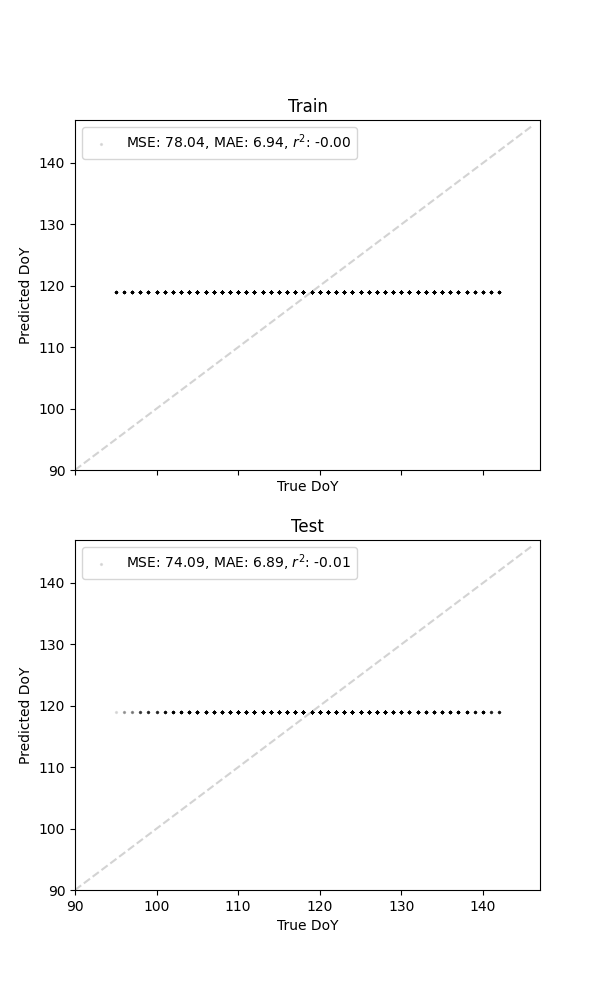 Train
MSE: 78.04, MAE: 6.94, r²: -0.00
140
130
120
110
100
90
Predicted DoY
True DoY
Test
MSE: 74.09, MAE: 6.89, r²: -0.01
140
130
120
110
100
90
Predicted DoY
90 100 110 120 130 140
True DoY